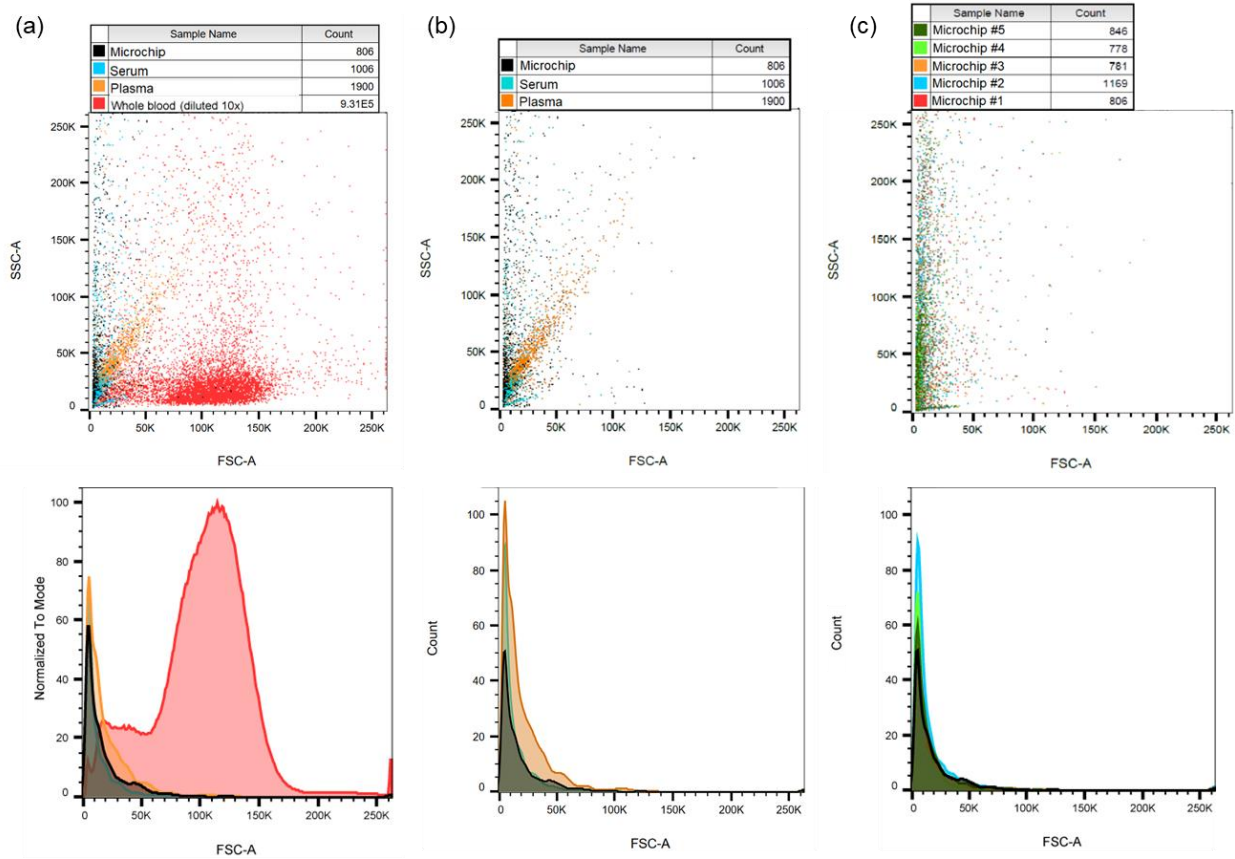 (a)
Sample Name Count
Microchip 806
Serum 1006
Plasma 1900
Whole blood (diluted 10x) 9.31E5
250K
200K
150K
100K
50K
0
SSC-A
0 50K 100K 150K 200K 250K
FSC-A
(b)
Sample Name Count
Microchip 806
Serum 1006
Plasma 1900
250K
200K
150K
100K
50K
0
SSC-A
0 50K 100K 150K 200K 250K
FSC-A
(c)
Sample Name Count
Microchip #5 846
Microchip #4 778
Microchip #3 781
Microchip #2 1169
Microchip #1 806
250K
200K
150K
100K
50K
0
SSC-A
0 50K 100K 150K 200K 250K
FSC-A
100
80
60
40
20
0
Normalized To Mode
0 50K 100K 150K 200K 250K
FSC-A
100
80
60
40
20
0
Count
0 50K 100K 150K 200K 250K
FSC-A
100
80
60
40
20
0
Count
0 50K 100K 150K 200K 250K
FSC-A